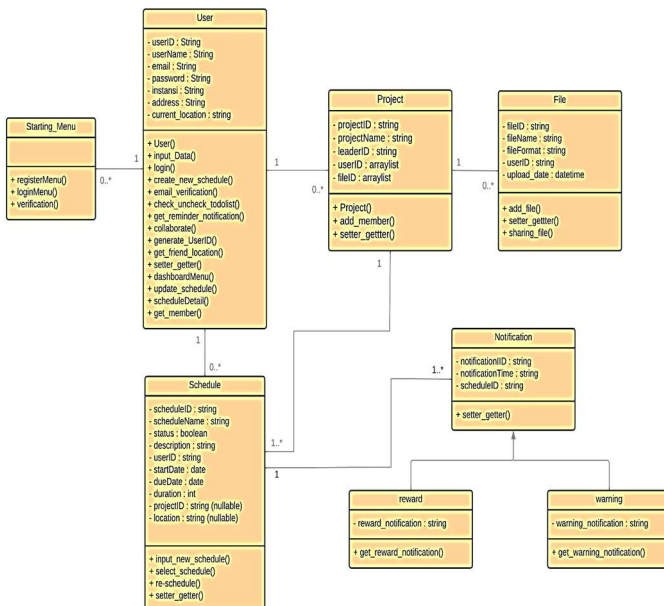 User
- userID : String
- userName : String
- email : String
- password : String
- instansi : String
- address : String
- current_location : string
+ User()
+ input_Data()
+ login()
+ create_new_schedule()
+ email_verification()
+ check_uncheck_todolist()
+ get_reminder_notification()
+ collaborate()
+ generate_UserID()
+ get_friend_location()
+ setter_getter()
+ dashboardMenu()
+ update_schedule()
+ scheduleDetail()
+ get_member()
Starting_Menu
+ registerMenu()
+ loginMenu()
+ verification()
1
0..*
Project
- projectID : string
- projectName : string
- leaderID : string
- userID : arraylist
- fileID : arraylist
+ Project()
+ add_member()
+ setter_gettter()
1
0..*
File
- fileID : string
- fileName : string
- fileFormat : string
- userID : string
- upload_date : datetime
+ add_file()
+ setter_gettter()
+ sharing_file()
1
0..*
1
0..*
1
1..*
Schedule
- scheduleID : string
- scheduleName : string
- status : boolean
- description : string
- userID : string
- startDate : date
- dueDate : date
- duration : int
- projectID : string (nullable)
- location : string (nullable)
+ input_new_schedule()
+ select_schedule()
+ re-schedule()
+ setter_getter()
1
1..*
Notification
- notificationIID : string
- notificationTime : string
- scheduleID : string
+ setter_getter()
reward
- reward_notification : string
+ get_reward_notification()
warning
- warning_notification : string
+ get_warning_notification()